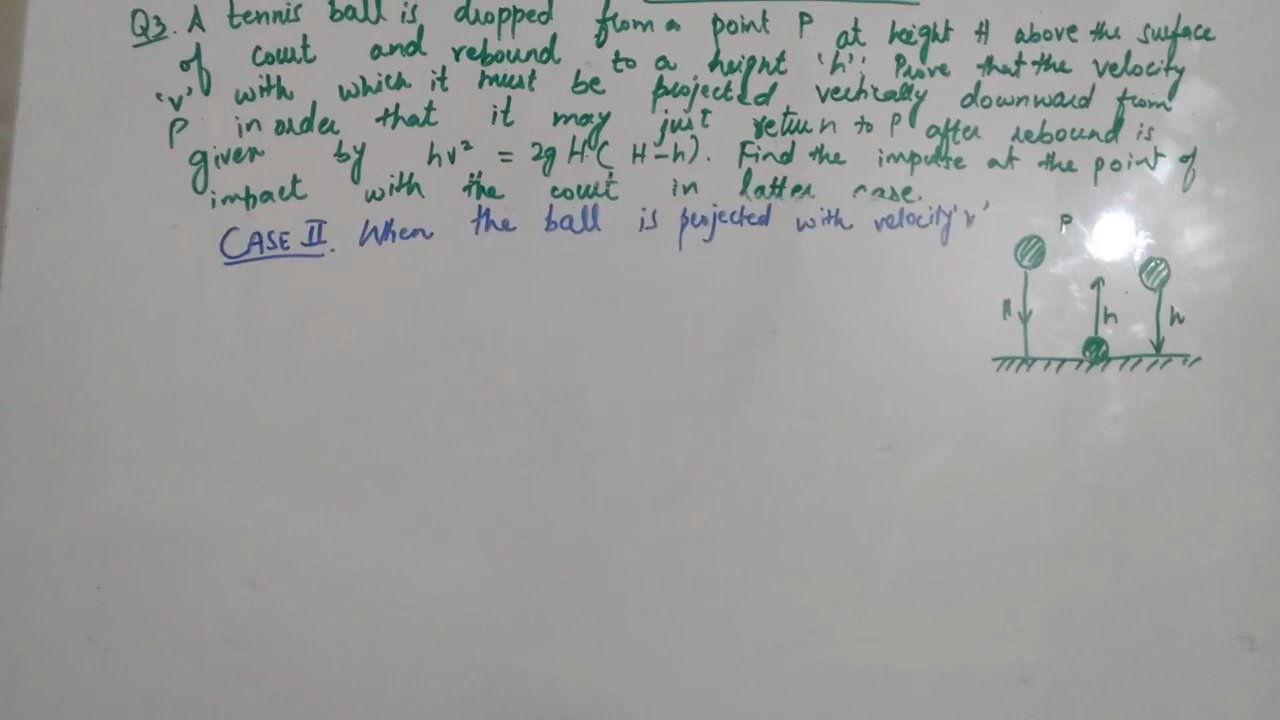 Q3. A tennis ball is dropped from a point P at height H above the surface
of court and rebound to a height 'h'; Prove that the velocity
'v' with which it must be projected vertically downward from
P in order that it may just return to P after rebound is
given by hv² = 2gH(H-h). Find the impulse at the point of
impact with the court in latter case.
CASE II. When the ball is projected with velocity 'v'
P
h
h